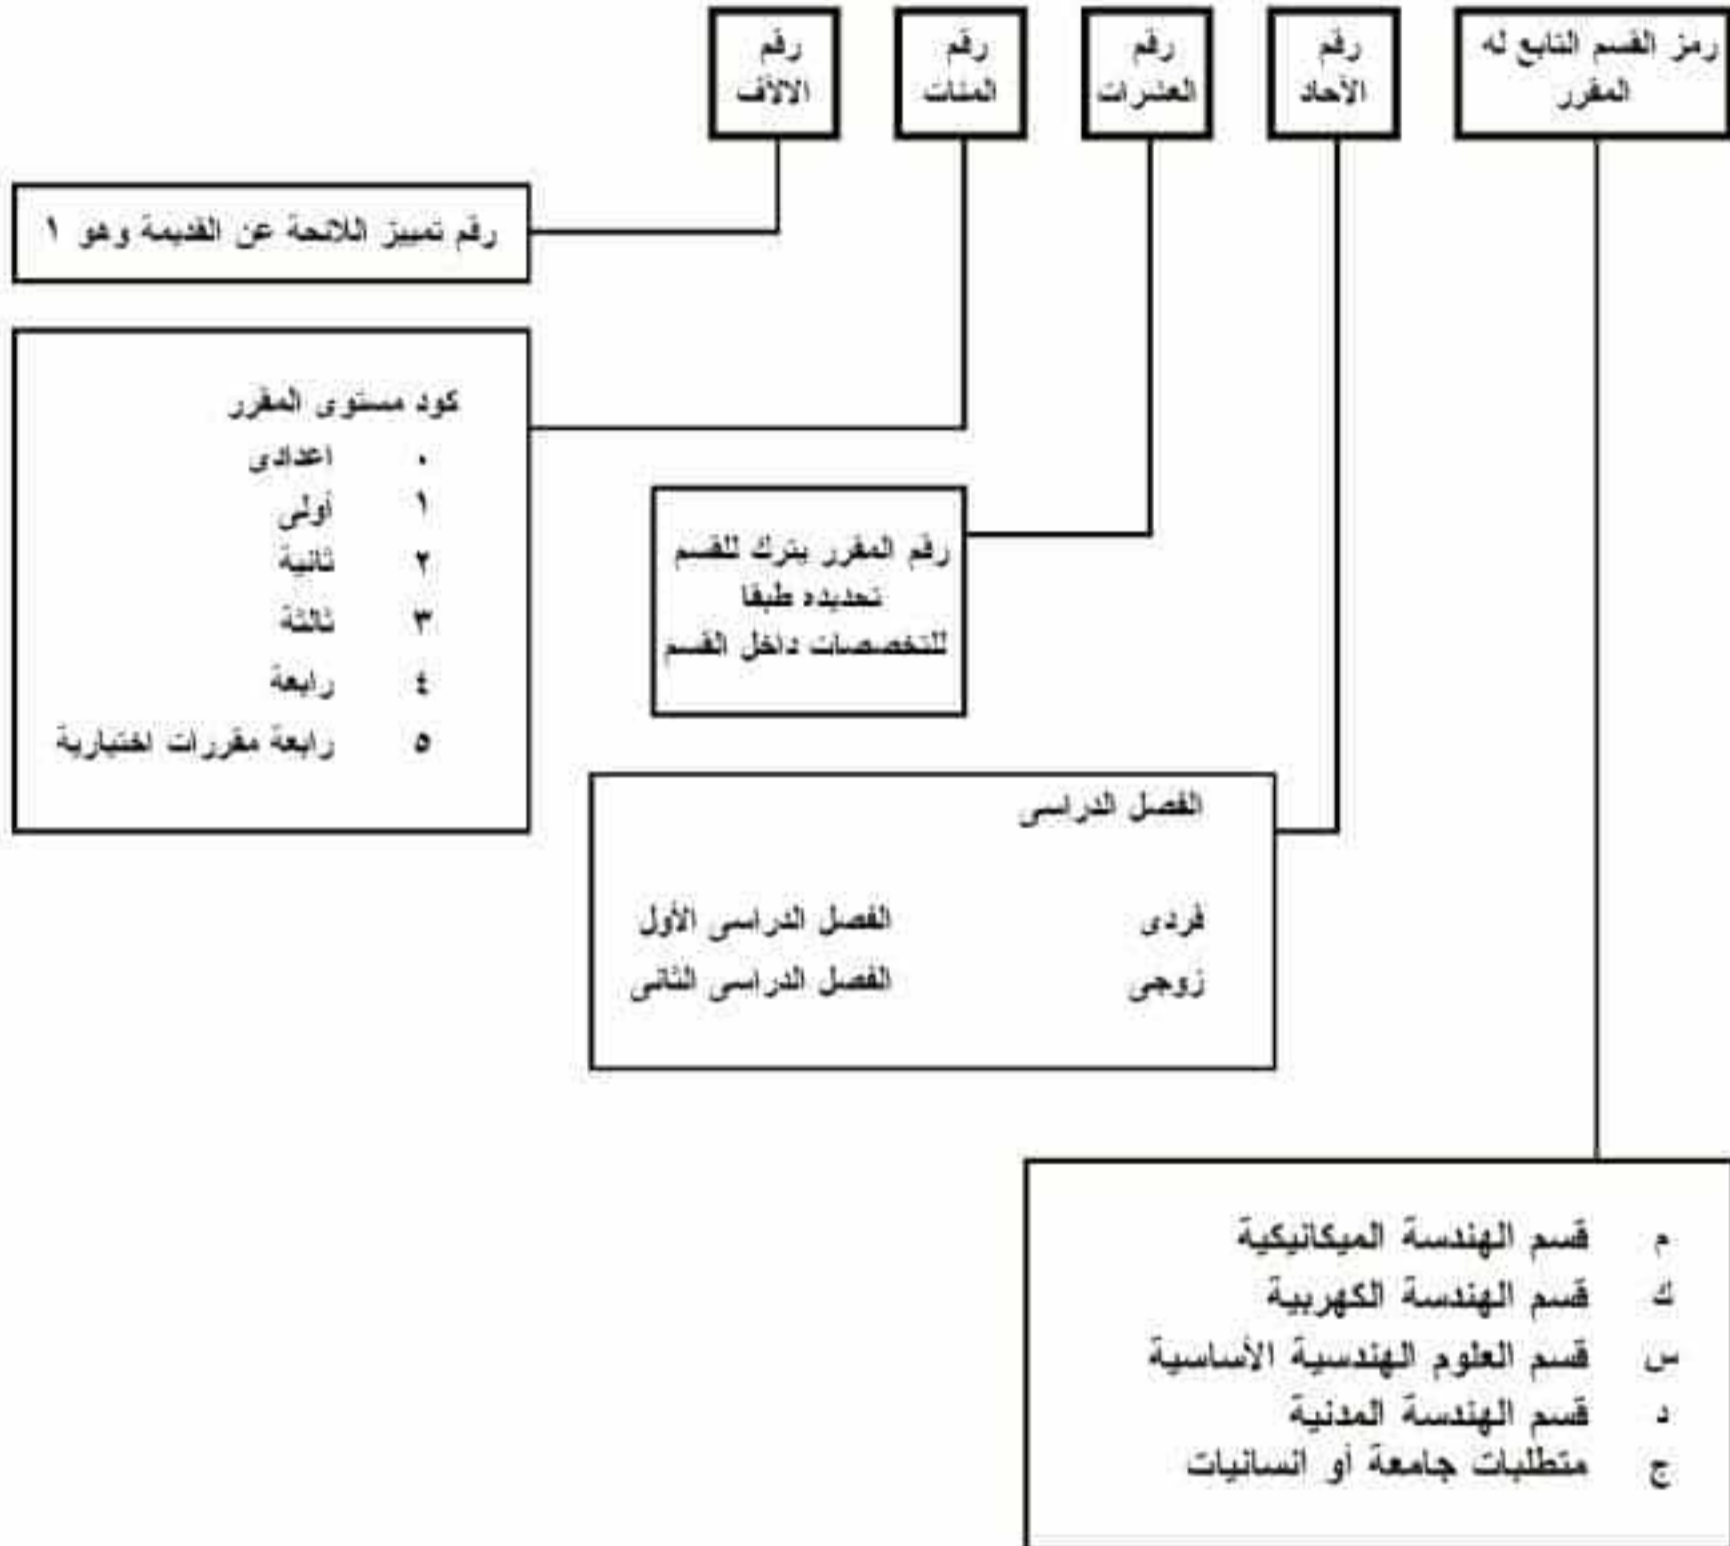 رمز القسم التابع له
المقرر
رقم
الآحاد
رقم
العشرات
رقم
المئات
رقم
الآلاف
رقم تمييز اللائحة عن القديمة وهو ١
كود مستوى المقرر
٠ اعدادى
١ أولى
٢ ثانية
٣ ثالثة
٤ رابعة
٥ رابعة مقررات اختيارية
رقم المقرر يترك للقسم
تحديده طبقا
للتخصصات داخل القسم
الفصل الدراسى
فردى الفصل الدراسى الأول
زوجى الفصل الدراسى الثانى
م قسم الهندسة الميكانيكية
ك قسم الهندسة الكهربية
س قسم العلوم الهندسية الأساسية
د قسم الهندسة المدنية
ج متطلبات جامعة أو انسانيات